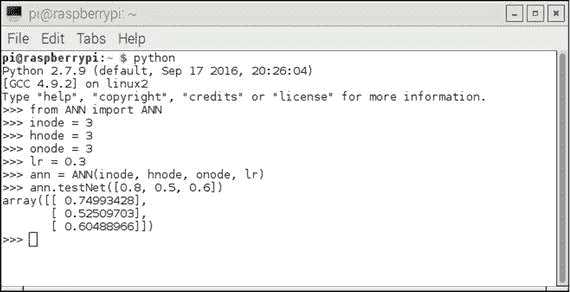 pi@raspberrypi: ~
File Edit Tabs Help
pi@raspberrypi:~ $ python
Python 2.7.9 (default, Sep 17 2016, 20:26:04)
[GCC 4.9.2] on linux2
Type "help", "copyright", "credits" or "license" for more information.
>>> from ANN import ANN
>>> inode = 3
>>> hnode = 3
>>> onode = 3
>>> lr = 0.3
>>> ann = ANN(inode, hnode, onode, lr)
>>> ann.testNet([0.8, 0.5, 0.6])
array([[ 0.74993428],
       [ 0.52509703],
       [ 0.60488966]])
>>>